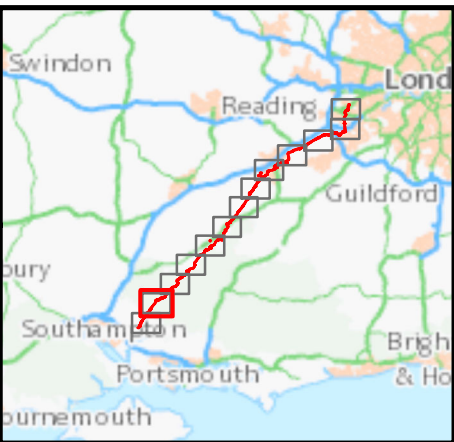 Swindon
Lond
Reading
Guildford
bury
Southampton
Brigh
Portsmouth
& Ho
ournemouth